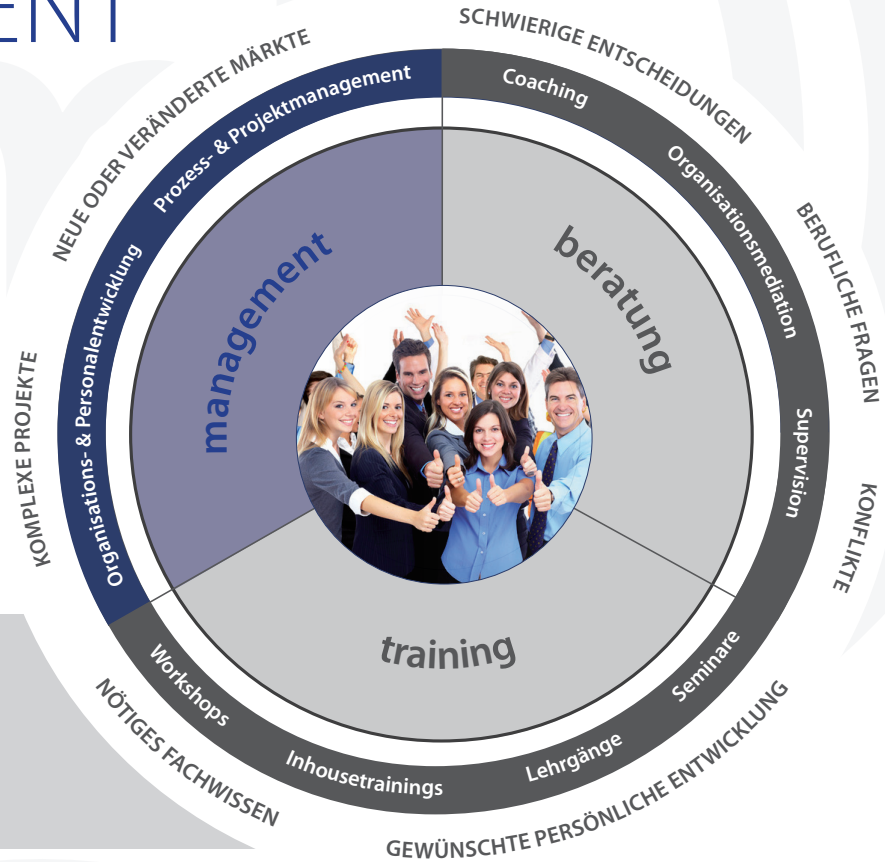 ENT
SCHWIERIGE ENTSCHEIDUNGEN
BERUFLICHE FRAGEN
KONFLIKTE
GEWÜNSCHTE PERSÖNLICHE ENTWICKLUNG
NÖTIGES FACHWISSEN
KOMPLEXE PROJEKTE
NEUE ODER VERÄNDERTE MÄRKTE
Coaching
Organisationsmediation
Supervision
Seminare
Lehrgänge
Inhousetrainings
Workshops
Organisations- & Personalentwicklung
Prozess- & Projektmanagement
management
beratung
training